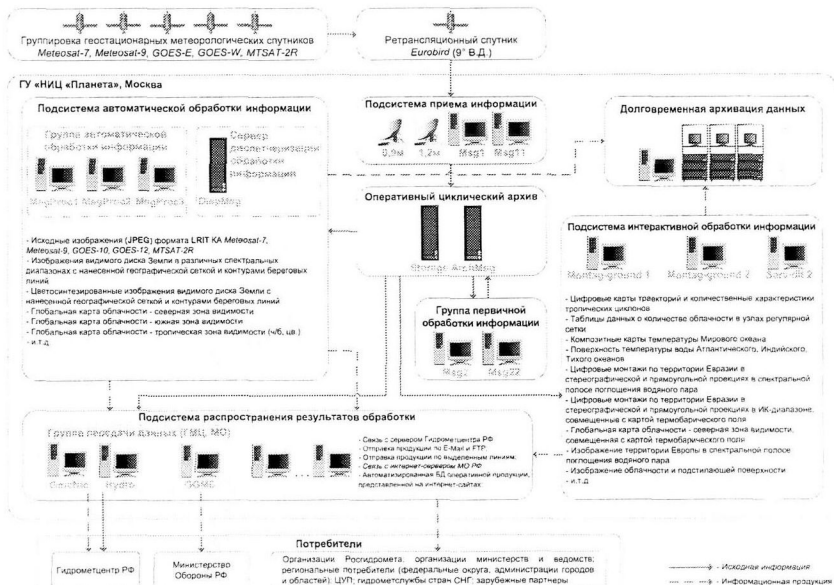 Группировка геостационарных метеорологических спутников
Meteosat-7, Meteosat-9, GOES-E, GOES-W, MTSAT-2R
Ретрансляционный спутник
Eurobird (9° В.Д.)
ГУ «НИЦ «Планета», Москва
Подсистема автоматической обработки информации
Группа автоматической
обработки информации
MsgProc1 MsgProc2 MsgProc3
Сервер
диспетчеризации
обработки
информации
DispMsg
- Исходные изображения (JPEG) формата LRIT КА Meteosat-7,
Meteosat-9, GOES-10, GOES-12, MTSAT-2R
- Изображения видимого диска Земли в различных спектральных
диапазонах с нанесенной географической сеткой и контурами береговых
линий
- Цветосинтезированные изображения видимого диска Земли с
нанесенной географической сеткой и контурами береговых линий
- Глобальная карта облачности - северная зона видимости
- Глобальная карта облачности - южная зона видимости
- Глобальная карта облачности - тропическая зона видимости (ч/б, цв.)
- и.т.д
Подсистема приема информации
0,9м 1,2м Msg1 Msg11
Оперативный циклический архив
Storage ArchMsg
Группа первичной
обработки информации
Msg2 Msg22
Долговременная архивация данных
Подсистема интерактивной обработки информации
Montag-ground 1 Montag-ground 2
- Цифровые карты траекторий и количественные характеристики
тропических циклонов
- Таблицы данных о количестве облачности в узлах регулярной
сетки
- Композитные карты температуры Мирового океана
- Поверхность температуры воды Атлантического, Индийского,
Тихого океанов
- Цифровые монтажи по территории Евразии в
стереографической и прямоугольной проекциях в спектральной
полосе поглощения водяного пара
- Цифровые монтажи по территории Евразии в
стереографической и прямоугольной проекциях в ИК-диапазоне,
совмещенные с картой термобарического поля
- Глобальная карта облачности - северная зона видимости,
совмещенная с картой термобарического поля
- Изображение территории Европы в спектральной полосе
поглощения водяного пара
- Изображение облачности и подстилающей поверхности
- и.т.д
Подсистема распространения результатов обработки
Группа передачи данных (ГМЦ, МО)
Hydro
- Связь с сервером Гидрометцентра РФ
- Отправка продукции по E-Mail и FTP;
- Отправка продукции по выделенным линиям;
- Связь с интернет-сервером МО РФ
- Автоматизированная БД оперативной продукции,
представленной на интернет-сайтах
Потребители
Гидрометцентр РФ
Министерство
Обороны РФ
Организации Росгидромета; организации министерств и ведомств;
региональные потребители (федеральные округа, администрации городов
и областей); ЦУП; гидрометслужбы стран СНГ; зарубежные партнеры
- Исходная информация
- Информационная продукция